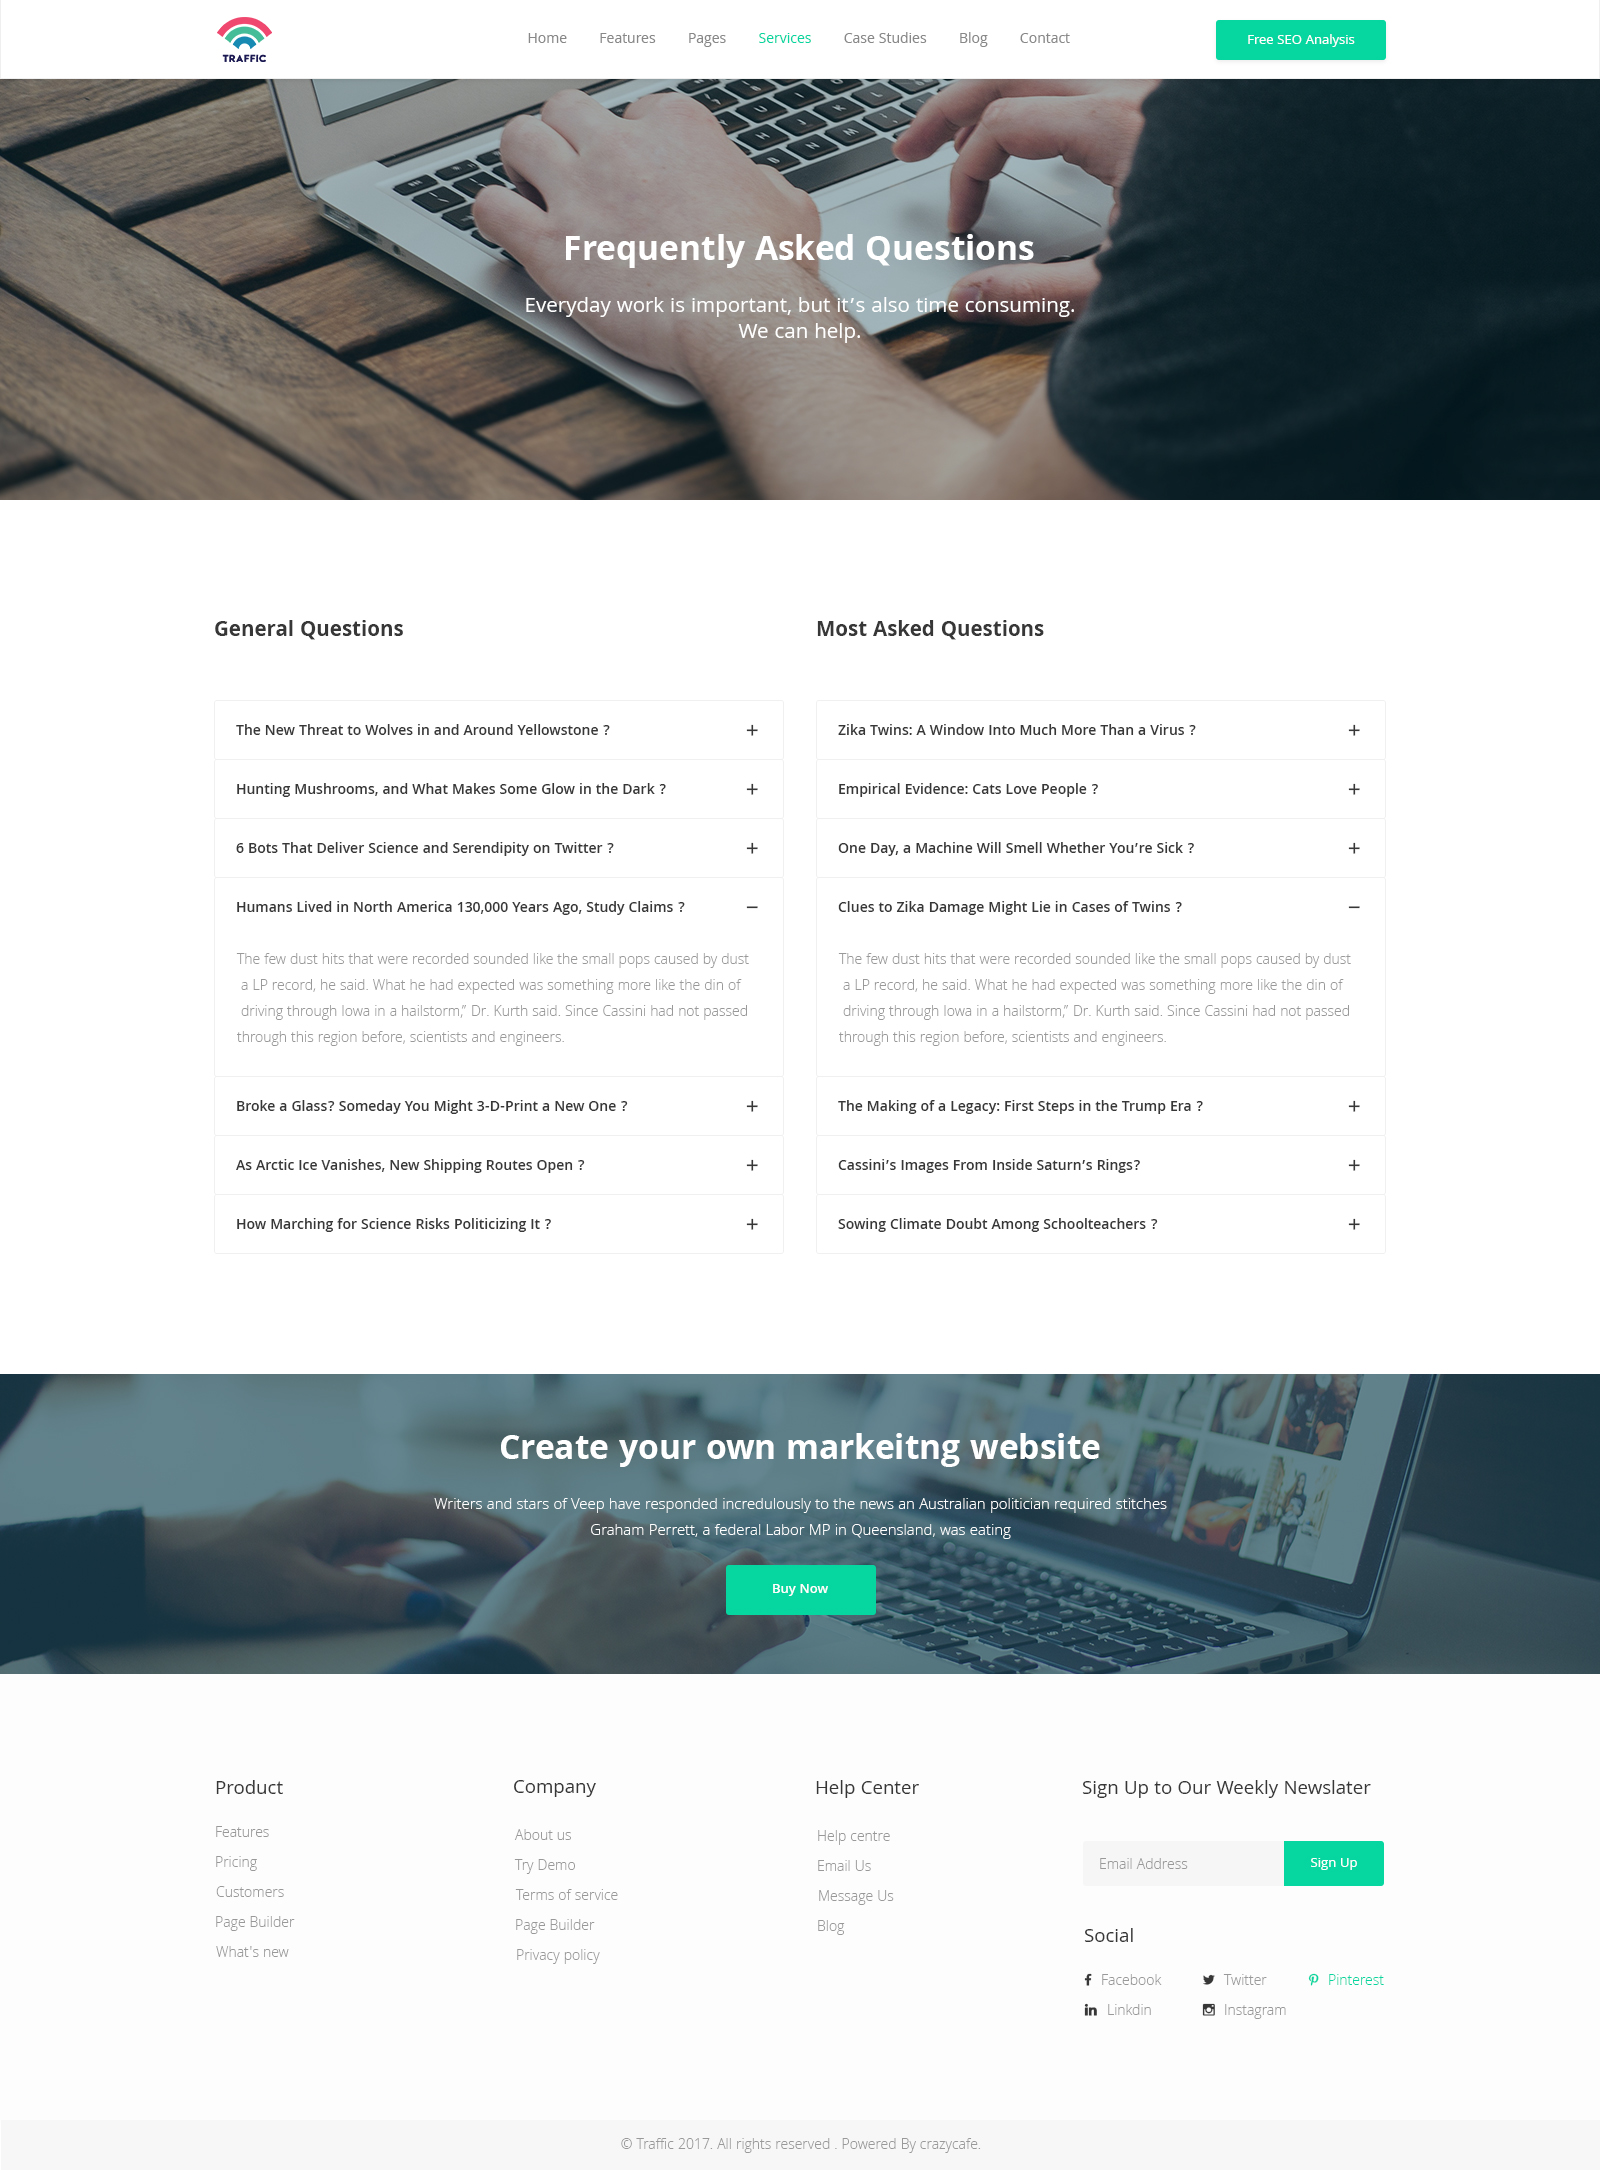 TRAFFIC
Home Features Pages Services Case Studies Blog Contact
Free SEO Analysis
Frequently Asked Questions
Everyday work is important, but it’s also time consuming.
We can help.
General Questions
The New Threat to Wolves in and Around Yellowstone ?
Hunting Mushrooms, and What Makes Some Glow in the Dark ?
6 Bots That Deliver Science and Serendipity on Twitter ?
Humans Lived in North America 130,000 Years Ago, Study Claims ?
The few dust hits that were recorded sounded like the small pops caused by dust
a LP record, he said. What he had expected was something more like the din of
driving through Iowa in a hailstorm,” Dr. Kurth said. Since Cassini had not passed
through this region before, scientists and engineers.
Broke a Glass? Someday You Might 3-D-Print a New One ?
As Arctic Ice Vanishes, New Shipping Routes Open ?
How Marching for Science Risks Politicizing It ?
Most Asked Questions
Zika Twins: A Window Into Much More Than a Virus ?
Empirical Evidence: Cats Love People ?
One Day, a Machine Will Smell Whether You’re Sick ?
Clues to Zika Damage Might Lie in Cases of Twins ?
The few dust hits that were recorded sounded like the small pops caused by dust
a LP record, he said. What he had expected was something more like the din of
driving through Iowa in a hailstorm,” Dr. Kurth said. Since Cassini had not passed
through this region before, scientists and engineers.
The Making of a Legacy: First Steps in the Trump Era ?
Cassini’s Images From Inside Saturn’s Rings?
Sowing Climate Doubt Among Schoolteachers ?
Create your own markeitng website
Writers and stars of Veep have responded incredulously to the news an Australian politician required stitches
Graham Perrett, a federal Labor MP in Queensland, was eating
Buy Now
Product
Features
Pricing
Customers
Page Builder
What's new
Company
About us
Try Demo
Terms of service
Page Builder
Privacy policy
Help Center
Help centre
Email Us
Message Us
Blog
Sign Up to Our Weekly Newslater
Email Address
Sign Up
Social
Facebook Twitter Pinterest
Linkdin Instagram
© Traffic 2017. All rights reserved . Powered By crazycafe.